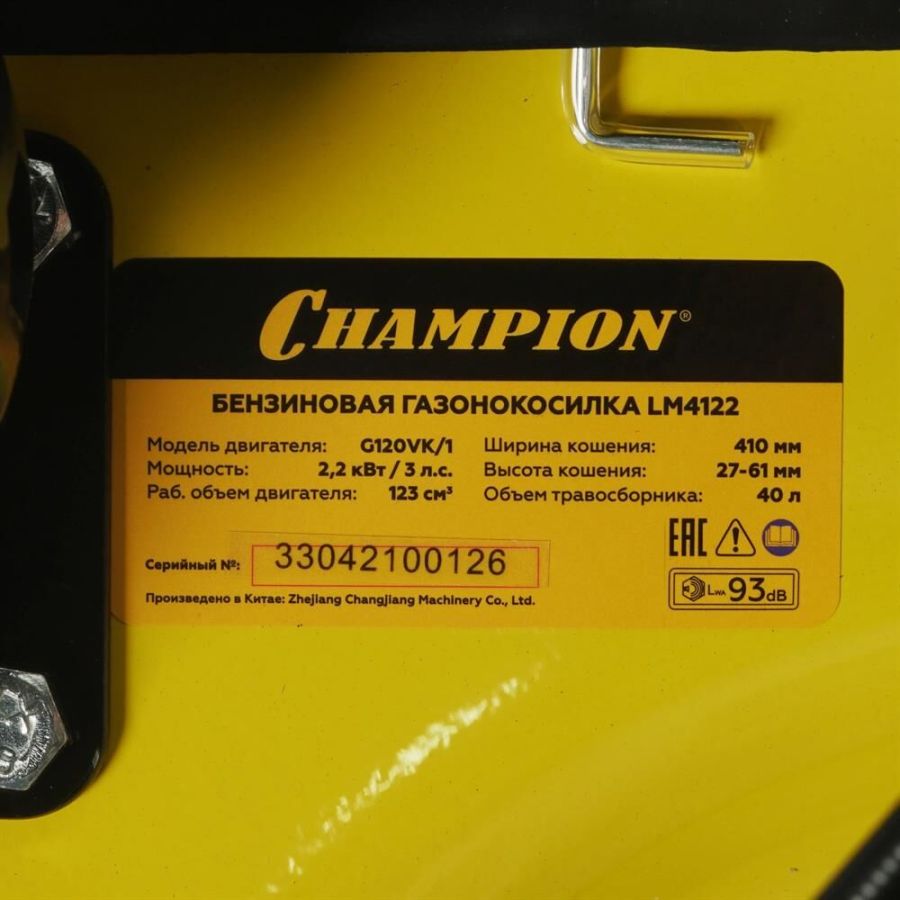 CHAMPION®
БЕНЗИНОВАЯ ГАЗОНОКОСИЛКА LM4122
Модель двигателя: G120VK/1
Мощность: 2,2 кВт / 3 л.с.
Раб. объем двигателя: 123 см³
Ширина кошения: 410 мм
Высота кошения: 27-61 мм
Объем травосборника: 40 л
EAC
Серийный №: 33042100126
LWA 93dB
Произведено в Китае: Zhejiang Changjiang Machinery Co., Ltd.